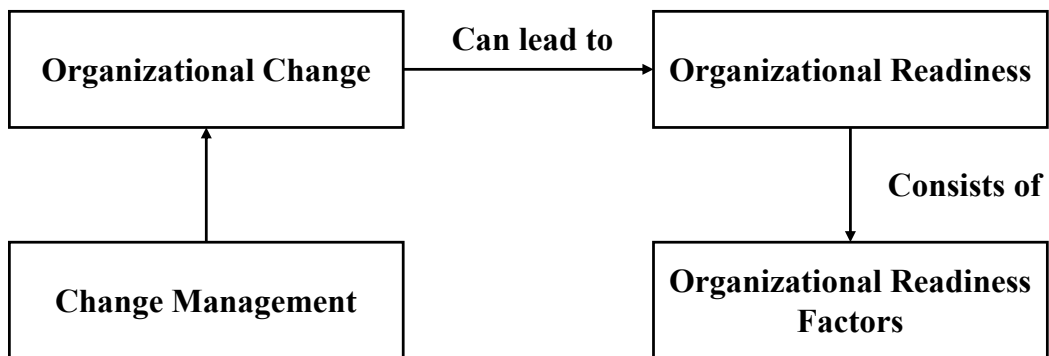 Can lead to
Organizational Change
Organizational Readiness
Consists of
Change Management
Organizational Readiness
Factors